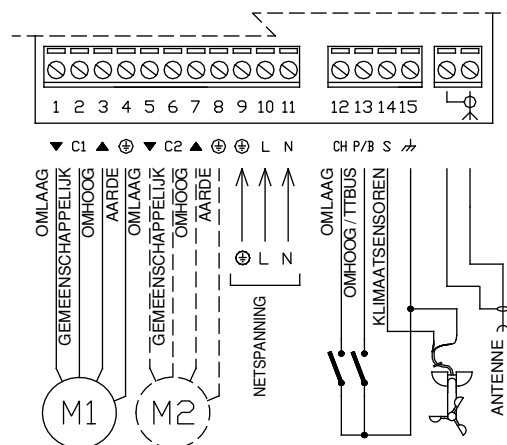 1 2 3 4 5 6 7 8 9 10 11 12 13 14 15
C1 C2 L N CH P/B S
OMLAAG
GEMEENSCHAPPELIJK
OMHOOG
AARDE
OMLAAG
GEMEENSCHAPPELIJK
OMHOOG
AARDE
L N
NETSPANNING
OMLAAG
OMHOOG / TTBUS
KLIMAATSENSOREN
ANTENNE
M1 M2